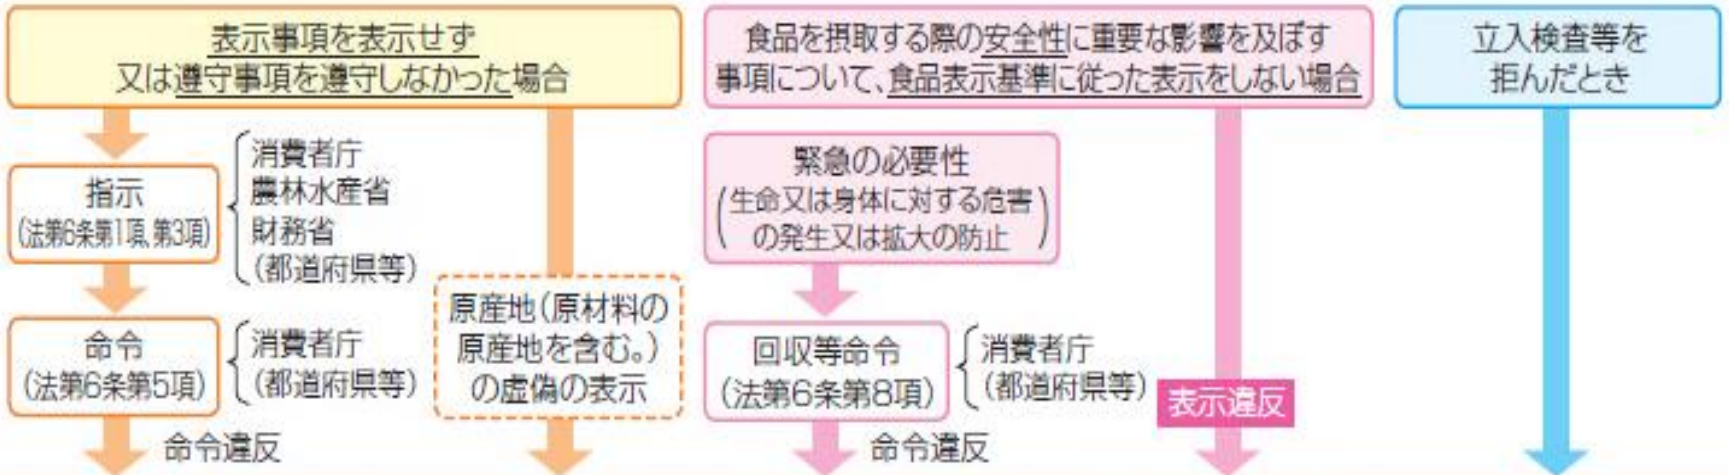 表示事項を表示せず
又は遵守事項を遵守しなかった場合
食品を摂取する際の安全性に重要な影響を及ぼす
事項について、食品表示基準に従った表示をしない場合
立入検査等を
拒んだとき
指示
(法第6条第1項、第3項)
消費者庁
農林水産省
財務省
(都道府県等)
緊急の必要性
(生命又は身体に対する危害
の発生又は拡大の防止)
命令
(法第6条第5項)
消費者庁
(都道府県等)
原産地(原材料の
原産地を含む。)
の虚偽の表示
回収等命令
(法第6条第8項)
消費者庁
(都道府県等)
表示違反
命令違反
命令違反